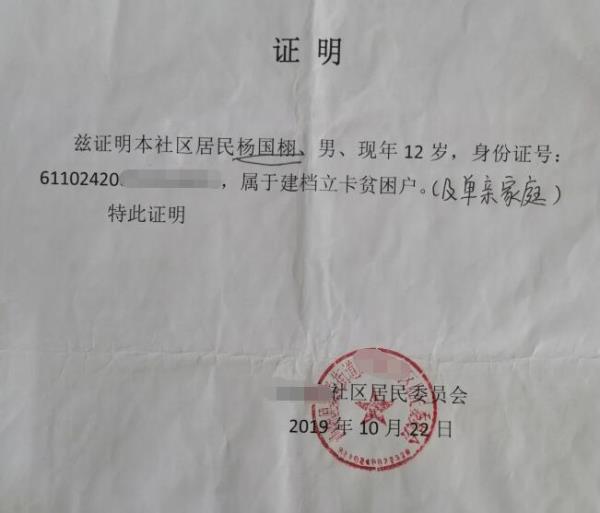 证 明
兹证明本社区居民杨国栩、男、现年 12 岁，身份证号：
61102420，属于建档立卡贫困户。（及单亲家庭）
特此证明
社区居民委员会
2019 年 10 月 22 日